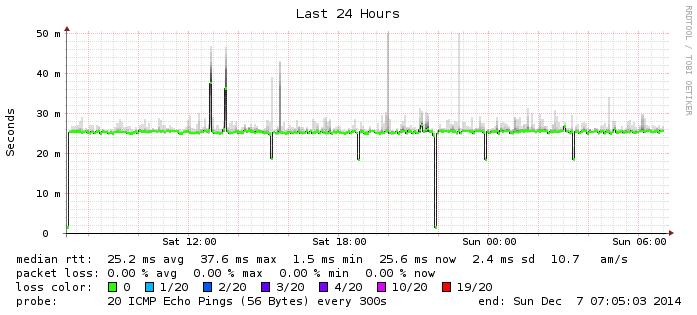 Last 24 Hours
RRDTOOL / TOBI OETIKER
Seconds
50 m
40 m
30 m
20 m
10 m
0
Sat 12:00 Sat 18:00 Sun 00:00 Sun 06:00
median rtt: 25.2 ms avg 37.6 ms max 1.5 ms min 25.6 ms now 2.4 ms sd 10.7 am/s
packet loss: 0.00 % avg 0.00 % max 0.00 % min 0.00 % now
loss color: 0 1/20 2/20 3/20 4/20 10/20 19/20
probe: 20 ICMP Echo Pings (56 Bytes) every 300s end: Sun Dec 7 07:05:03 2014